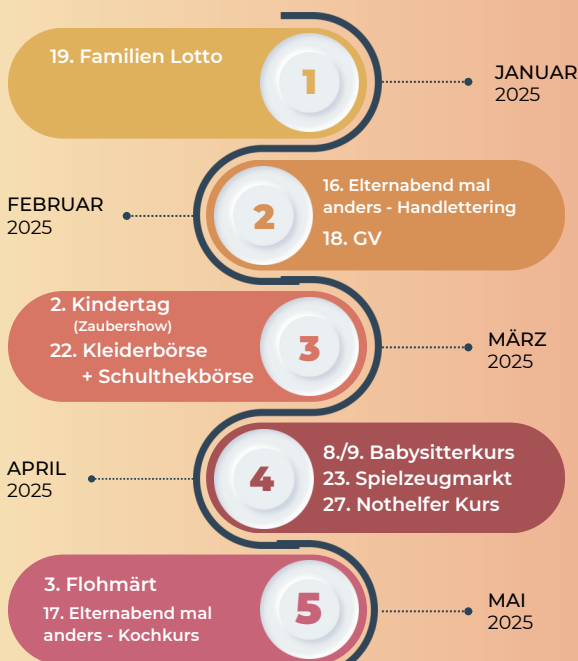 19. Familien Lotto
1
JANUAR
2025
FEBRUAR
2025
2
16. Elternabend mal
anders - Handlettering
18. GV
2. Kindertag
(Zaubershow)
22. Kleiderbörse
+ Schulthekbörse
3
MÄRZ
2025
APRIL
2025
4
8./9. Babysitterkurs
23. Spielzeugmarkt
27. Nothelfer Kurs
3. Flohmärt
17. Elternabend mal
anders - Kochkurs
5
MAI
2025